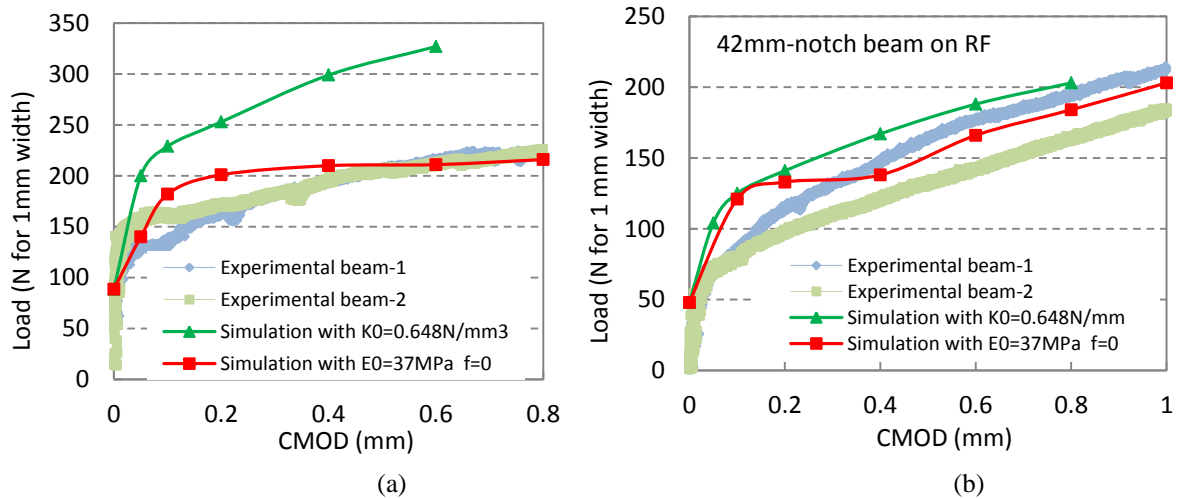 350
300
250
200
150
100
50
0
Load (N for 1mm width)
Experimental beam-1
Experimental beam-2
Simulation with K0=0.648N/mm3
Simulation with E0=37MPa f=0
0 0.2 0.4 0.6 0.8
CMOD (mm)
(a)
42mm-notch beam on RF
250
200
150
100
50
0
Load (N for 1 mm width)
Experimental beam-1
Experimental beam-2
Simulation with K0=0.648N/mm
Simulation with E0=37MPa f=0
0 0.2 0.4 0.6 0.8 1
CMOD (mm)
(b)